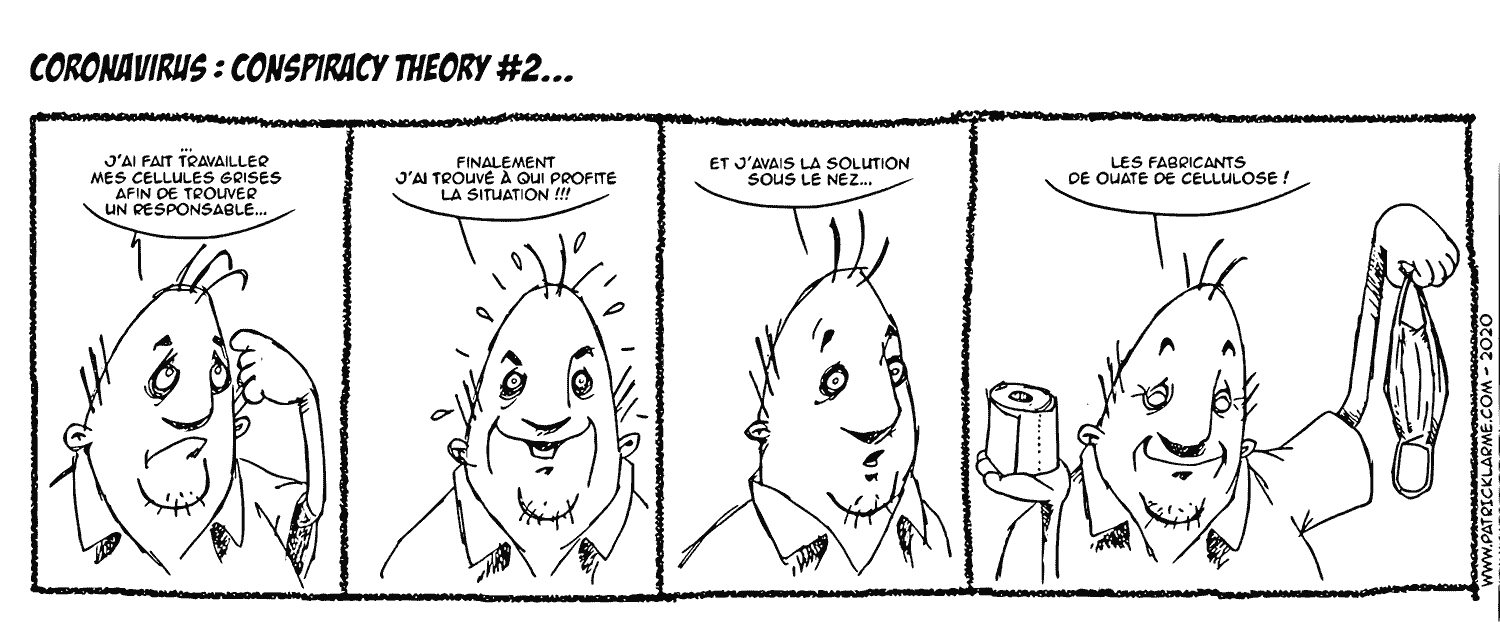 CORONAVIRUS : CONSPIRACY THEORY #2...
...
J'AI FAIT TRAVAILLER
MES CELLULES GRISES
AFIN DE TROUVER
UN RESPONSABLE...
FINALEMENT
J'AI TROUVÉ À QUI PROFITE
LA SITUATION !!!
ET J'AVAIS LA SOLUTION
SOUS LE NEZ...
LES FABRICANTS
DE OUATE DE CELLULOSE !
WWW.PATRICKLARME.COM - 2020